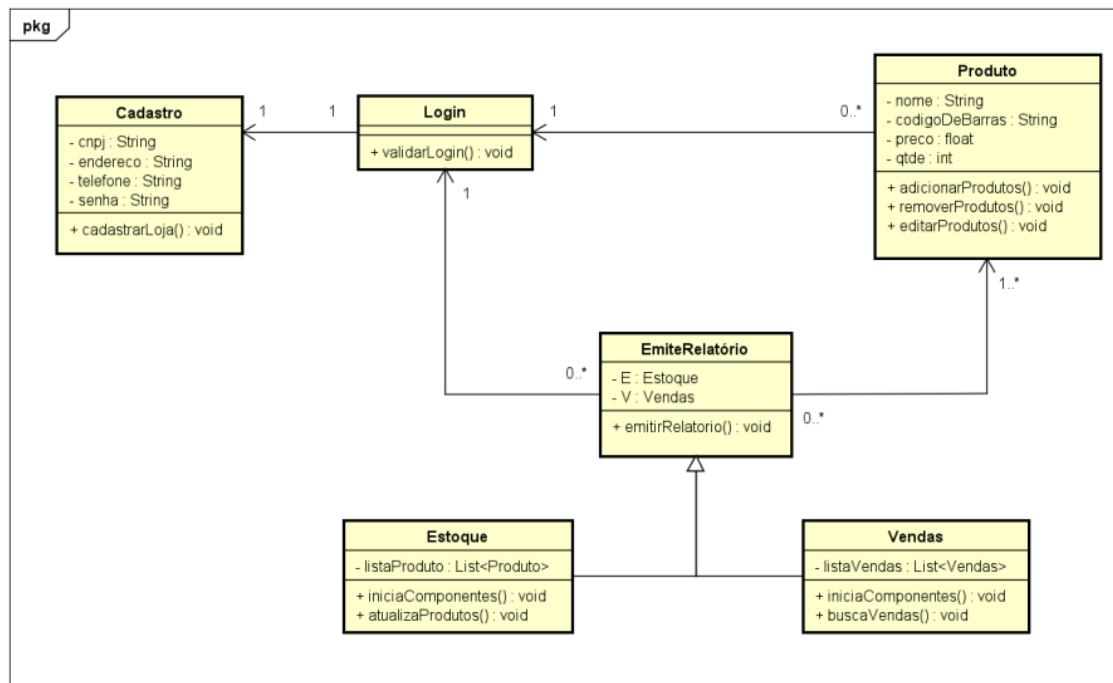 pkg
Cadastro
- cnpj : String
- endereco : String
- telefone : String
- senha : String
+ cadastrarLoja() : void
1
1
Login
+ validarLogin() : void
1
0..*
Produto
- nome : String
- codigoDeBarras : String
- preco : float
- qtde : int
+ adicionarProdutos() : void
+ removerProdutos() : void
+ editarProdutos() : void
1
1..*
0..*
EmiteRelatório
- E : Estoque
- V : Vendas
+ emitirRelatorio() : void
0..*
Estoque
- listaProduto : List<Produto>
+ iniciaComponentes() : void
+ atualizaProdutos() : void
Vendas
- listaVendas : List<Vendas>
+ iniciaComponentes() : void
+ buscaVendas() : void